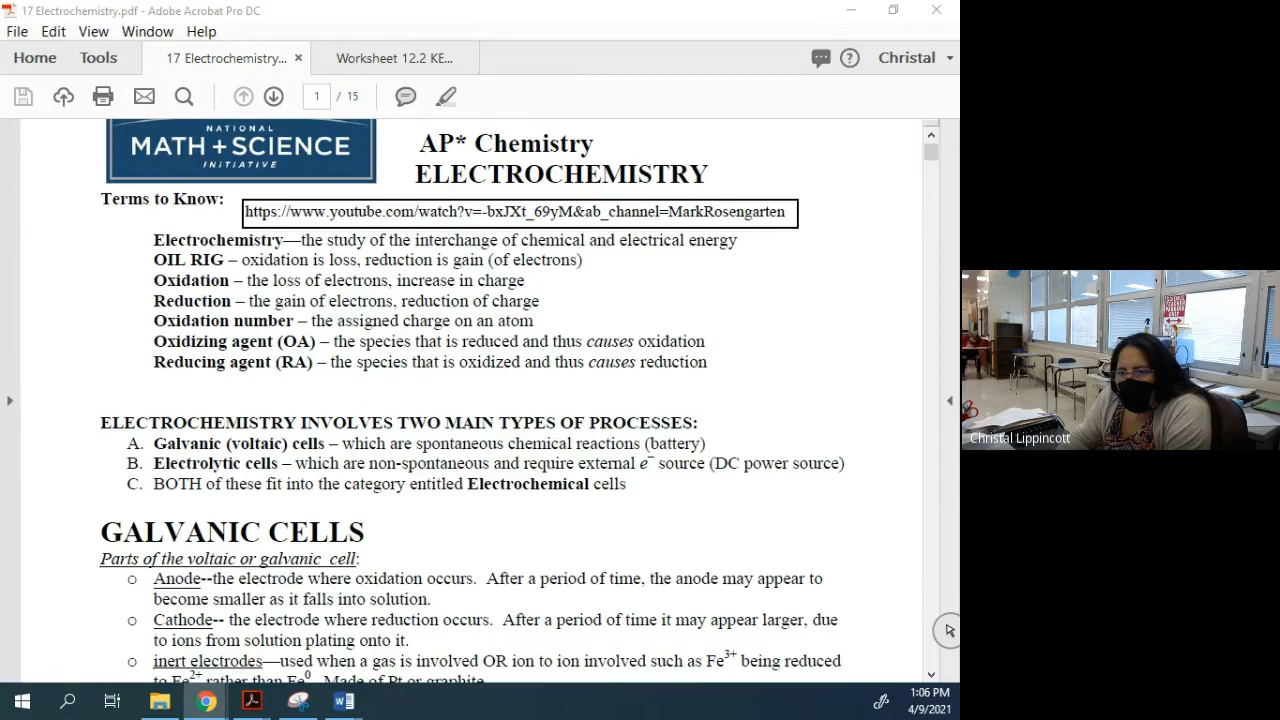 17 Electrochemistry.pdf - Adobe Acrobat Pro DC
File Edit View Window Help
Home Tools 17 Electrochemistry... × Worksheet 12.2 KE... Christal
1 / 15
NATIONAL
MATH + SCIENCE
INITIATIVE
AP* Chemistry
ELECTROCHEMISTRY
Terms to Know:
https://www.youtube.com/watch?v=-bxJXt_69yM&ab_channel=MarkRosengarten
Electrochemistry—the study of the interchange of chemical and electrical energy
OIL RIG – oxidation is loss, reduction is gain (of electrons)
Oxidation – the loss of electrons, increase in charge
Reduction – the gain of electrons, reduction of charge
Oxidation number – the assigned charge on an atom
Oxidizing agent (OA) – the species that is reduced and thus causes oxidation
Reducing agent (RA) – the species that is oxidized and thus causes reduction
ELECTROCHEMISTRY INVOLVES TWO MAIN TYPES OF PROCESSES:
A. Galvanic (voltaic) cells – which are spontaneous chemical reactions (battery)
B. Electrolytic cells – which are non-spontaneous and require external e⁻ source (DC power source)
C. BOTH of these fit into the category entitled Electrochemical cells
GALVANIC CELLS
Parts of the voltaic or galvanic cell:
o Anode--the electrode where oxidation occurs. After a period of time, the anode may appear to
become smaller as it falls into solution.
o Cathode-- the electrode where reduction occurs. After a period of time it may appear larger, due
to ions from solution plating onto it.
o inert electrodes—used when a gas is involved OR ion to ion involved such as Fe³⁺ being reduced
to Fe²⁺ rather than Fe⁰. Made of Pt or graphite
Christal Lippincott
1:06 PM
4/9/2021